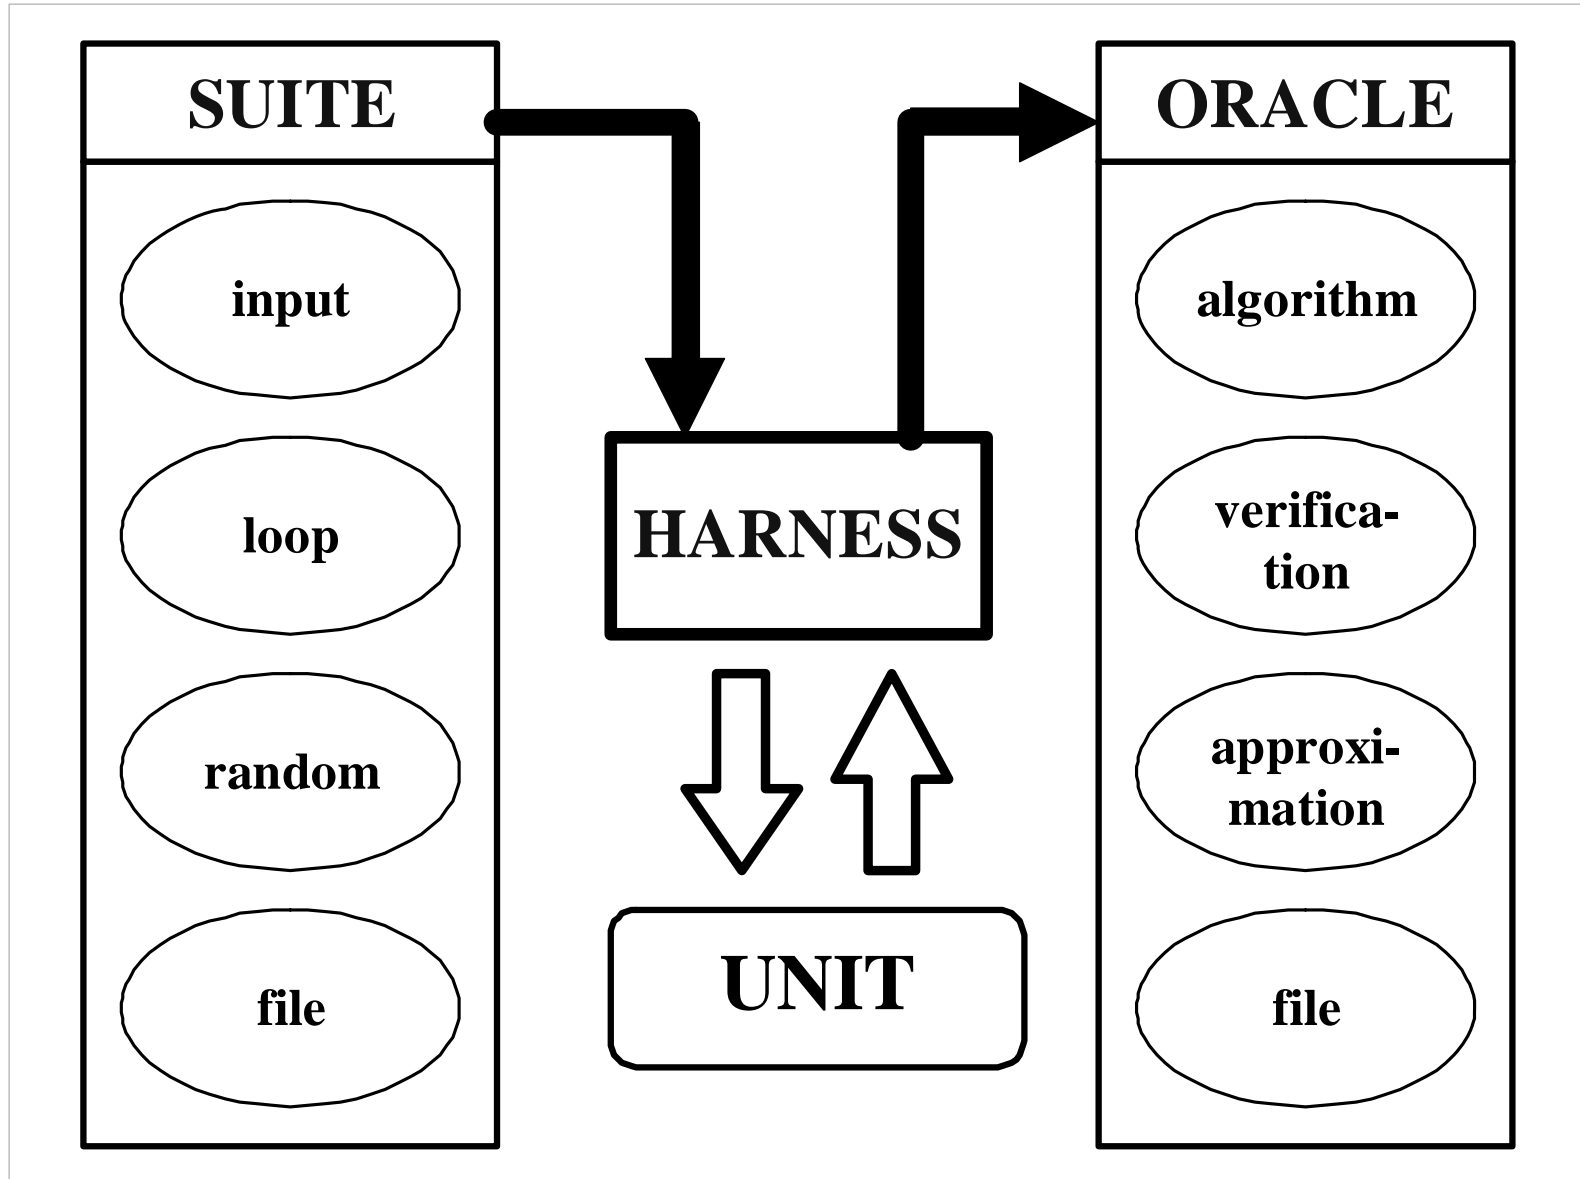 SUITE
input
loop
random
file
HARNESS
UNIT
ORACLE
algorithm
verifica-
tion
approxi-
mation
file